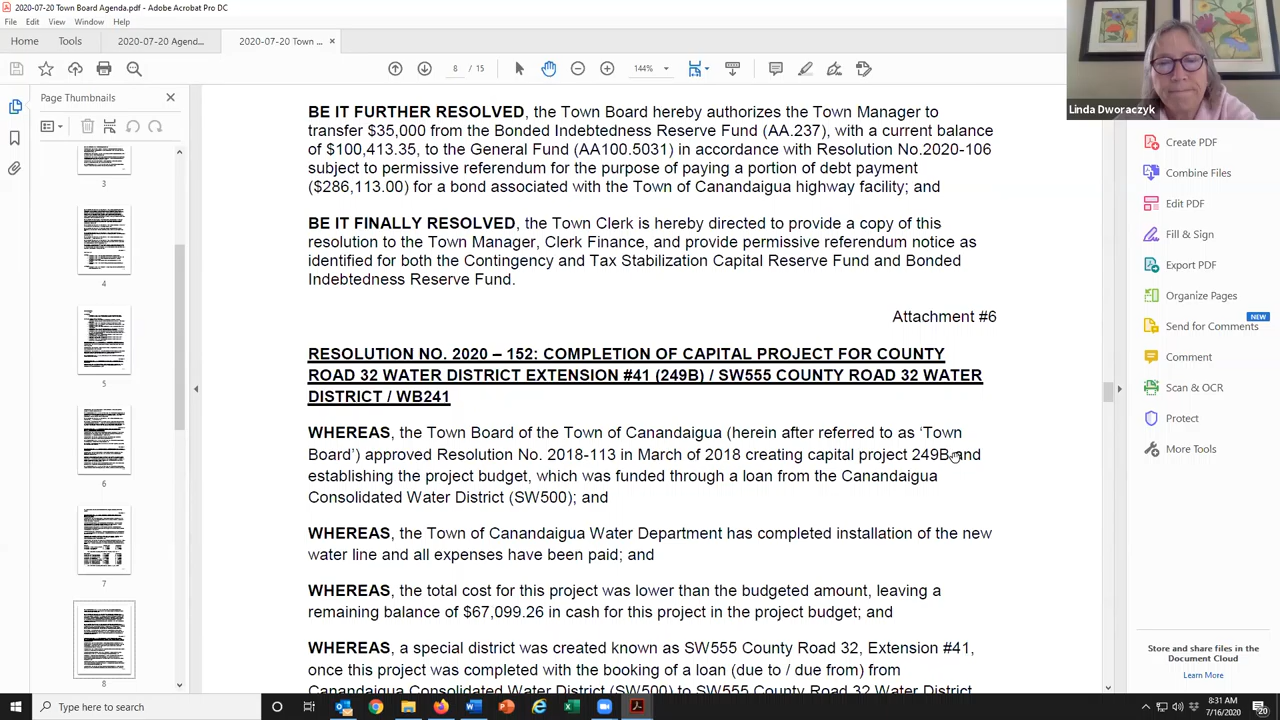 2020-07-20 Town Board Agenda.pdf - Adobe Acrobat Pro DC
File Edit View Window Help
Home Tools 2020-07-20 Agend... 2020-07-20 Town ... ×
8 15 144%
Linda Dworaczyk
Page Thumbnails
3
4
5
6
7
8
BE IT FURTHER RESOLVED, the Town Board hereby authorizes the Town Manager to
transfer $35,000 from the Bonded Indebtedness Reserve Fund (AA.237), with a current balance
of $100,413.35, to the General Fund (AA100.5031) in accordance with Resolution No.2020-106
subject to permissive referendum for the purpose of paying a portion of debt payment
($286,113.00) for a bond associated with the Town of Canandaigua highway facility; and
BE IT FINALLY RESOLVED, the Town Clerk is hereby directed to provide a copy of this
resolution to the Town Manager, Clerk Finance, and provide permissive referendum notice as
identified for both the Contingency and Tax Stabilization Capital Reserve Fund and Bonded
Indebtedness Reserve Fund.
Attachment #6
RESOLUTION NO. 2020 – 152: COMPLETION OF CAPITAL PROJECT FOR COUNTY
ROAD 32 WATER DISTRICT EXTENSION #41 (249B) / SW555 COUNTY ROAD 32 WATER
DISTRICT / WB241
WHEREAS, the Town Board of the Town of Canandaigua (hereinafter referred to as ‘Town
Board’) approved Resolution No. 2018-113 in March of 2018 creating capital project 249B and
establishing the project budget, which was funded through a loan from the Canandaigua
Consolidated Water District (SW500); and
WHEREAS, the Town of Canandaigua Water Department has completed installation of the new
water line and all expenses have been paid; and
WHEREAS, the total cost for this project was lower than the budgeted amount, leaving a
remaining balance of $67,099.26 in cash in this project in the project budget; and
WHEREAS, a special district was created known as SW555 County Road 32, Extension #41,
once this project was completed with the booking of a loan (due to / due from) from
Canandaigua consolidated water District (SW500) to SW555 County Road 32 Water District
Create PDF
Combine Files
Edit PDF
Fill & Sign
Export PDF
Organize Pages
NEW
Send for Comments
Comment
Scan & OCR
Protect
More Tools
Store and share files in the
Document Cloud
Learn More
Type here to search
8:31 AM
7/16/2020
20